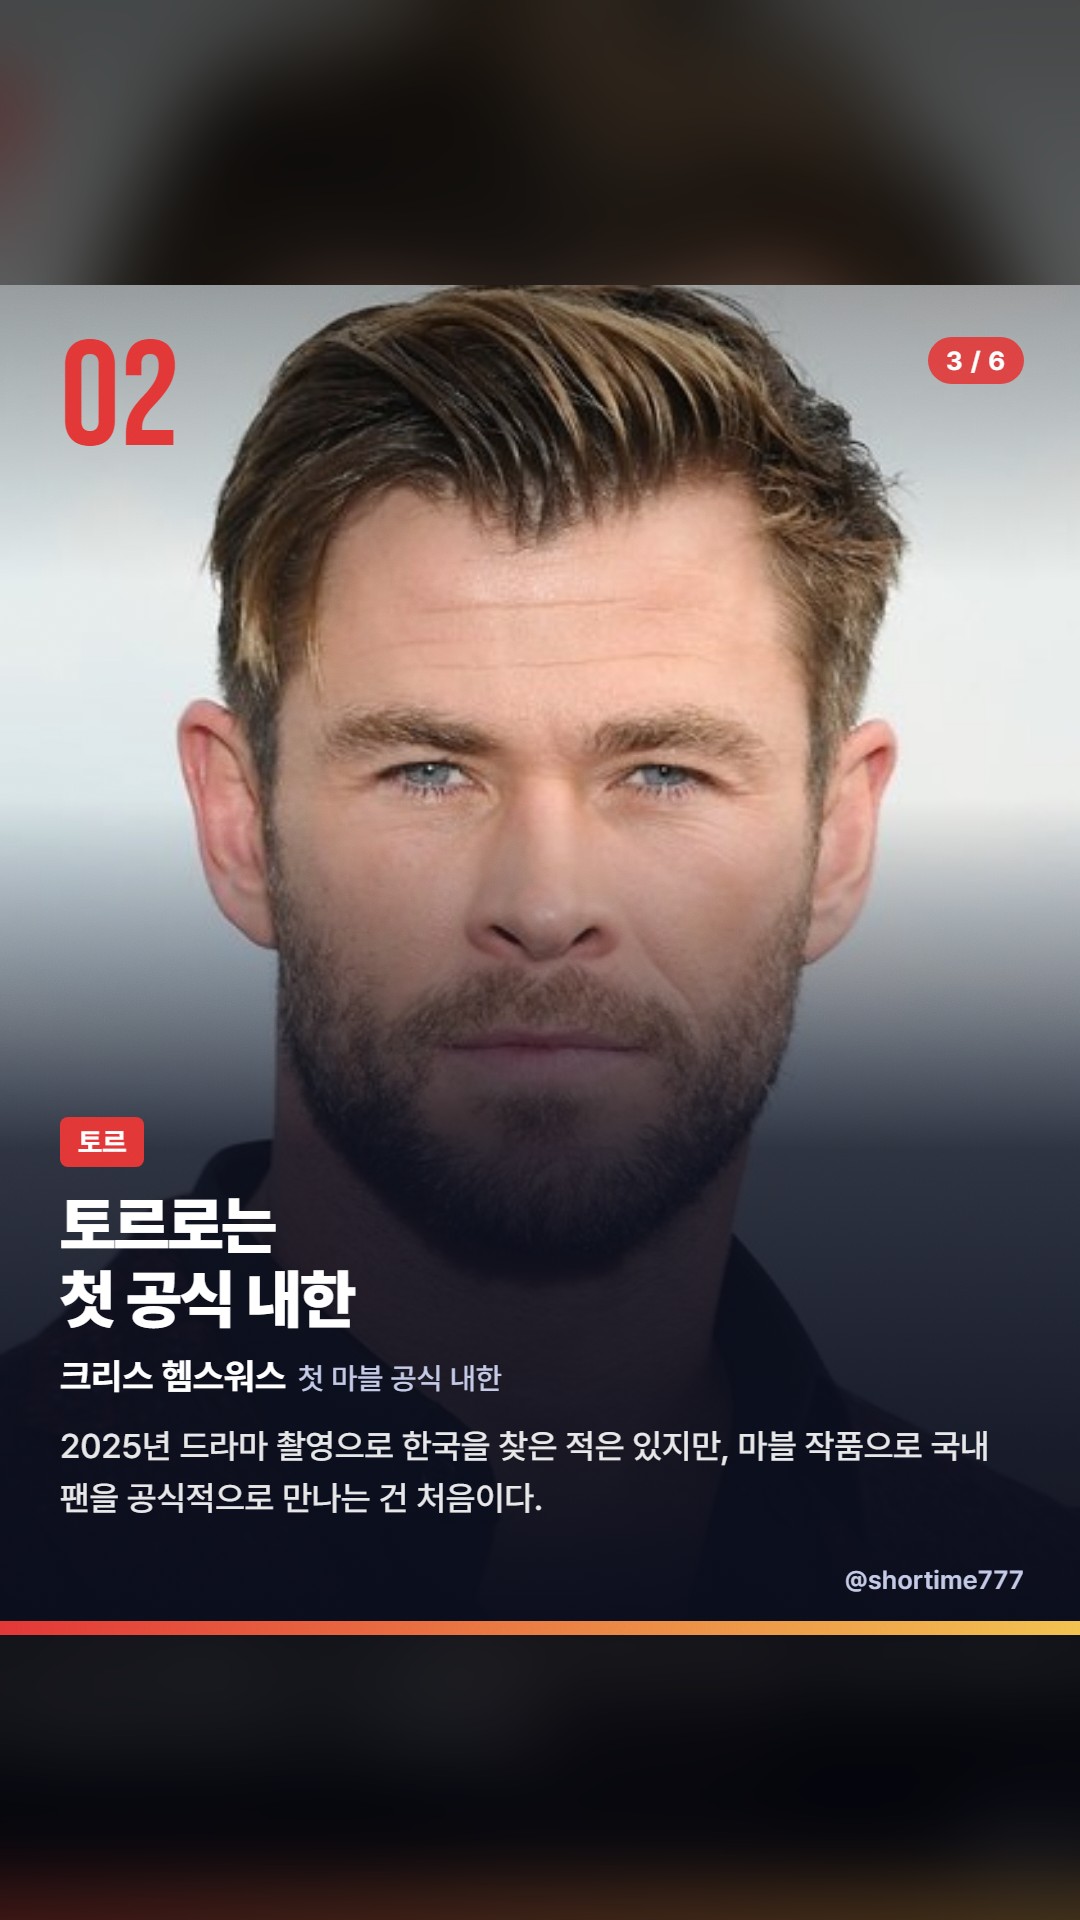 02
3 / 6
토르
토르로는
첫 공식 내한
크리스 헴스워스 첫 마블 공식 내한
2025년 드라마 촬영으로 한국을 찾은 적은 있지만, 마블 작품으로 국내
팬을 공식적으로 만나는 건 처음이다.
@shortime777